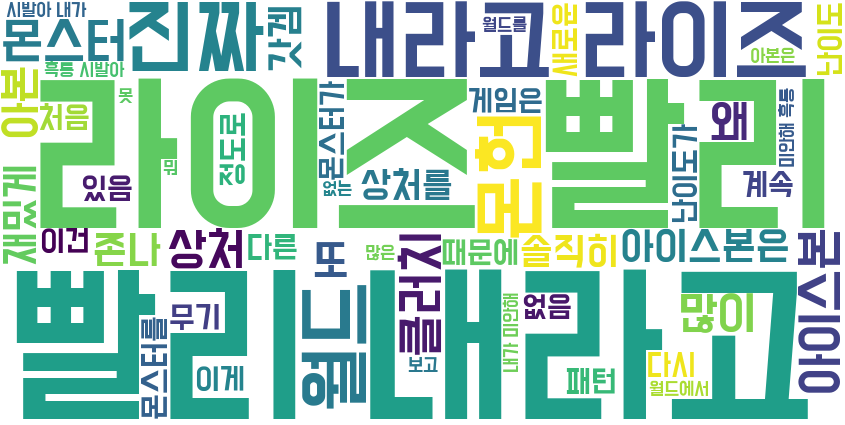 시발아 내가
몬스터
진짜
갓겜
내라고
월드를
새로운
라이즈
아본은
난이도
흑룡 시발아
아본
처음
못
라이즈
뭔
정도로
몬스터가
게임은
몬헌
빨리
왜
미안해 흑룡
난이도가
계속
재밌게
있음
없는
상처를
이건
존나
상처
다른
또
많은
클러치
때문에
솔직히
아이스본은
아이스본
빨리
내라고
몬스터를
무기
이게
월드
보고
내가 미안해
없음
패턴
많이
다시
월드에서